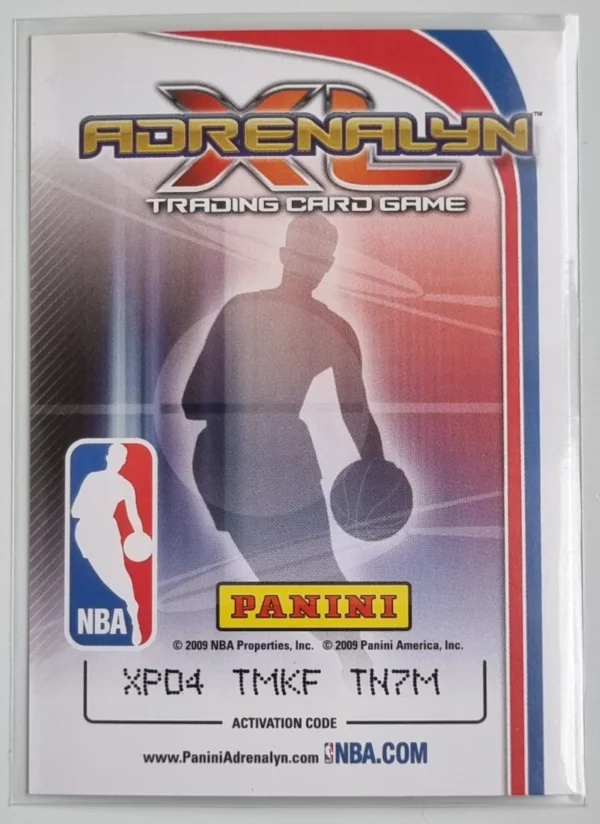 ADRENALYN XL™
TRADING CARD GAME
NBA
PANINI
© 2009 NBA Properties, Inc. © 2009 Panini America, Inc.
XPD4 TMKF TN7M
ACTIVATION CODE
www.PaniniAdrenalyn.com NBA.COM